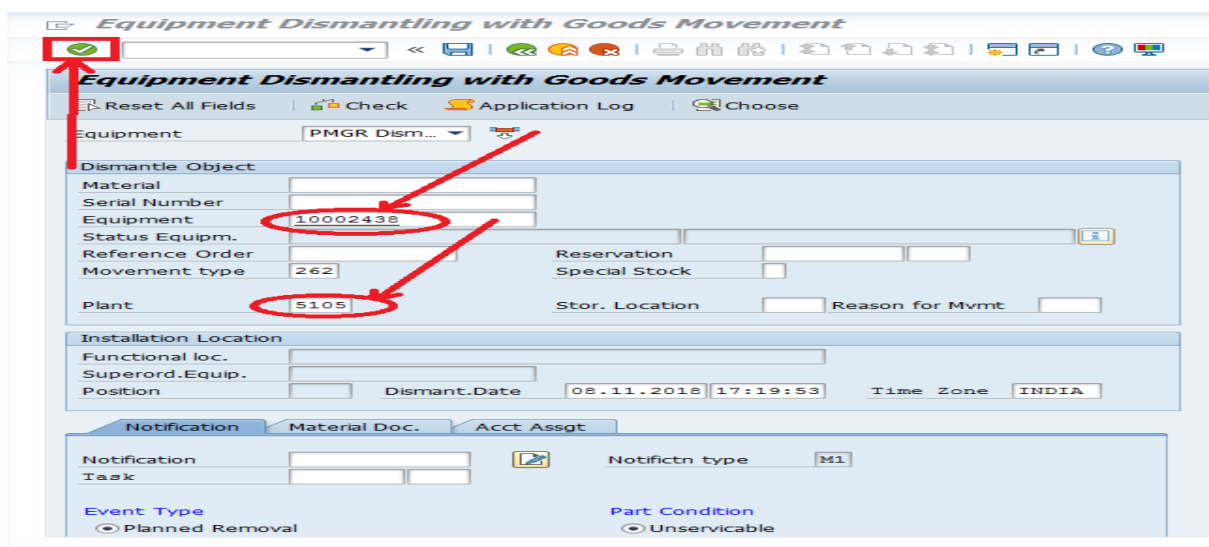 Equipment Dismantling with Goods Movement
Equipment Dismantling with Goods Movement
Reset All Fields Check Application Log Choose
Equipment PMGR Dism...
Dismantle Object
Material
Serial Number
Equipment 10002438
Status Equipm.
Reference Order Reservation
Movement type 262 Special Stock
Plant 5105 Stor. Location Reason for Mvmt
Installation Location
Functional loc.
Superord.Equip.
Position Dismant.Date 08.11.2018 17:19:53 Time Zone INDIA
Notification Material Doc. Acct Assgt
Notification Notifictn type M1
Task
Event Type Part Condition
Planned Removal Unservicable